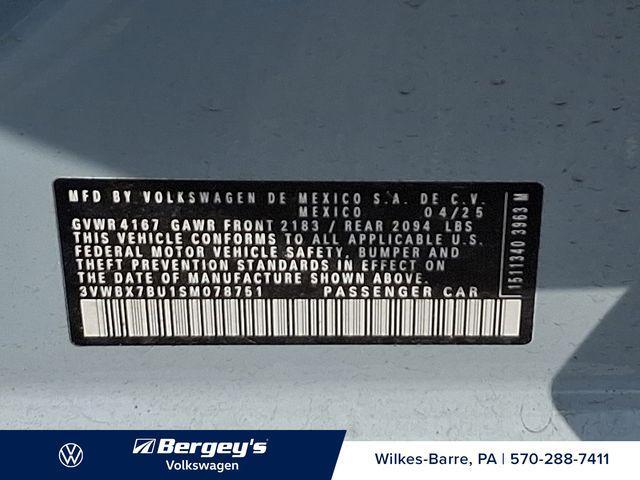 MFD BY VOLKSWAGEN DE MEXICO S.A. DE C.V.
MEXICO 04/25
GVWR 4167 GAWR FRONT 2183 / REAR 2094 LBS
THIS VEHICLE CONFORMS TO ALL APPLICABLE U.S.
FEDERAL MOTOR VEHICLE SAFETY, BUMPER AND
THEFT PREVENTION STANDARDS IN EFFECT ON THE
DATE OF MANUFACTURE SHOWN ABOVE.
3VWBX7BU1SM078751 PASSENGER CAR
1511340 3963 M
Bergey's
Volkswagen
Wilkes-Barre, PA | 570-288-7411